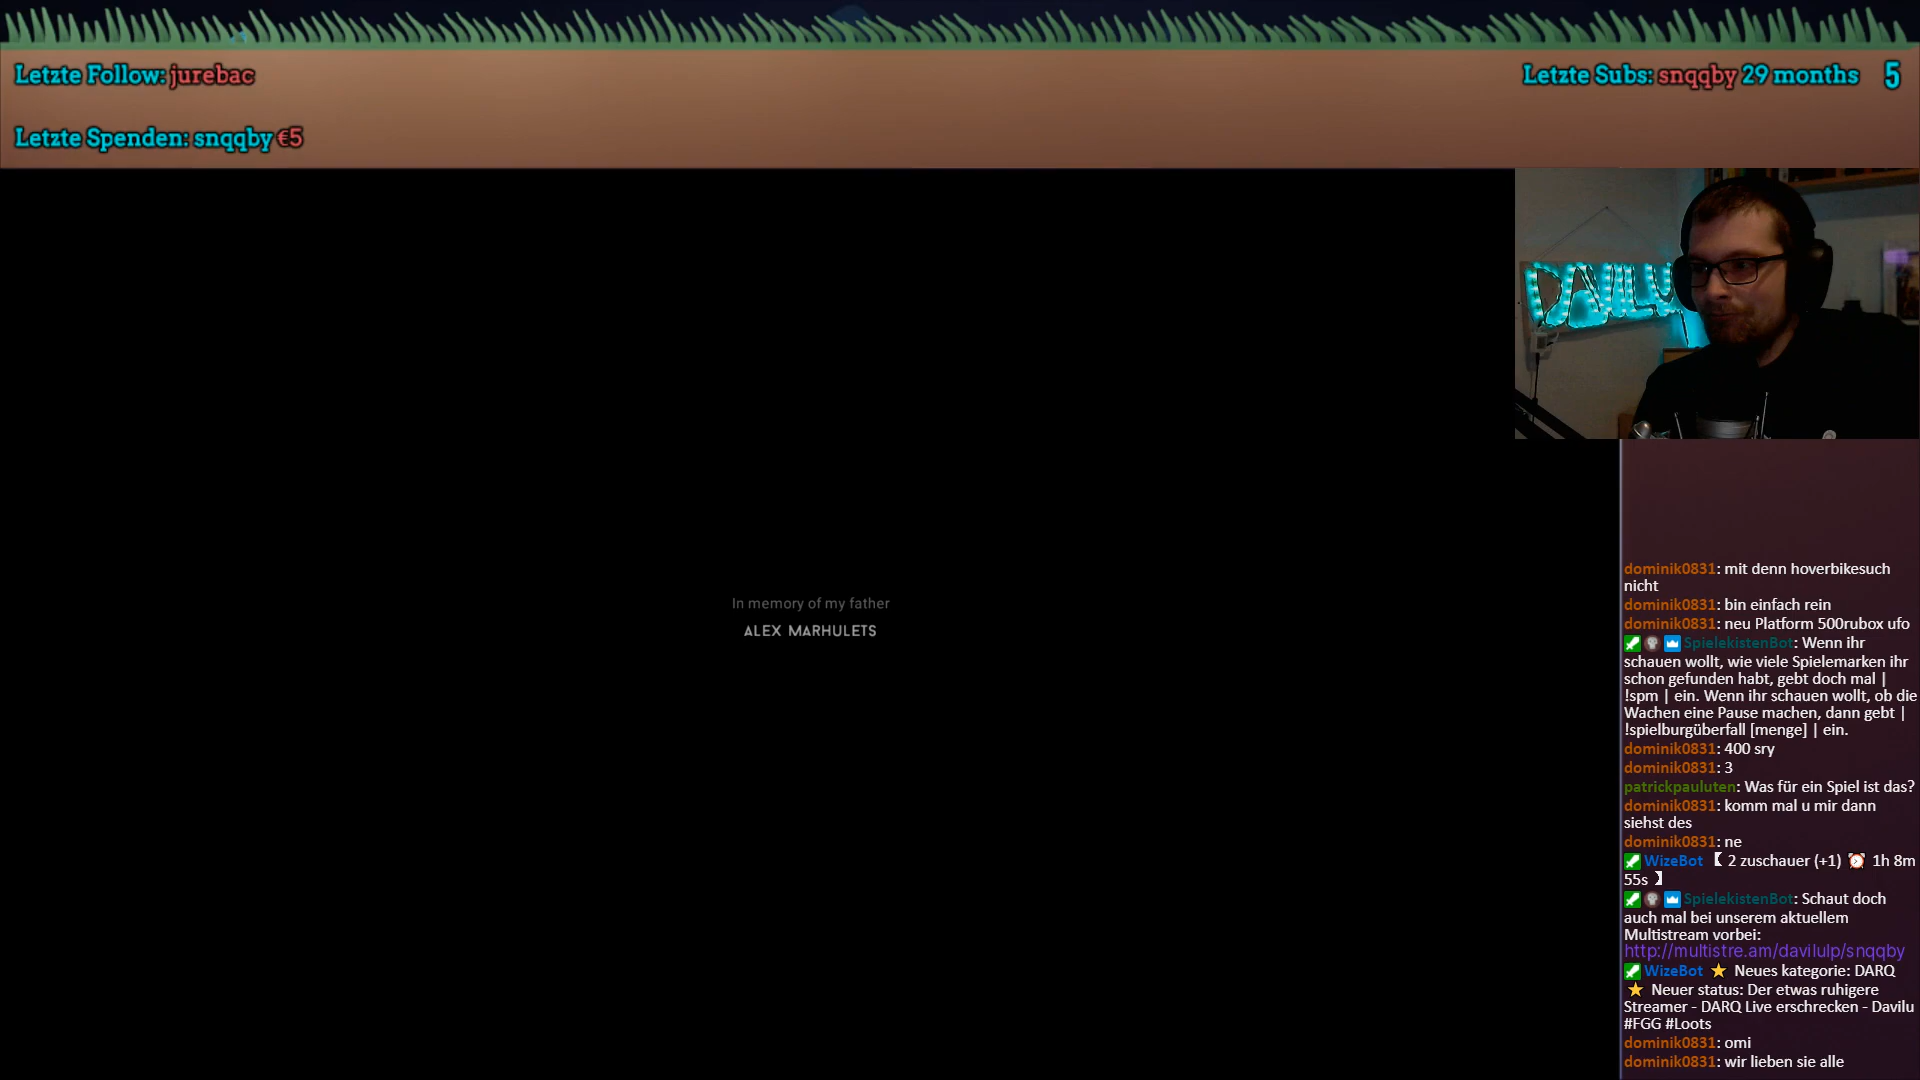 Letzte Follow: jurebac
Letzte Subs: snqqby 29 months 5
Letzte Spenden: snqqby €5
DAVILU
In memory of my father
ALEX MARHULETS
dominik0831: mit denn hoverbikesuch
nicht
dominik0831: bin einfach rein
dominik0831: neu Platform 500rubox ufo
SpielekistenBot: Wenn ihr
schauen wollt, wie viele Spielemarken ihr
schon gefunden habt, gebt doch mal |
!spm | ein. Wenn ihr schauen wollt, ob die
Wachen eine Pause machen, dann gebt |
!spielburgüberfall [menge] | ein.
dominik0831: 400 sry
dominik0831: 3
patrickpauluten: Was für ein Spiel ist das?
dominik0831: komm mal u mir dann
siehst des
dominik0831: ne
WizeBot 【 2 zuschauer (+1) ⏰ 1h 8m
55s 】
SpielekistenBot: Schaut doch
auch mal bei unserem aktuellem
Multistream vorbei:
http://multistre.am/davilulp/snqqby
WizeBot ⭐ Neues kategorie: DARQ
⭐ Neuer status: Der etwas ruhigere
Streamer - DARQ Live erschrecken - Davilu
#FGG #Loots
dominik0831: omi
dominik0831: wir lieben sie alle